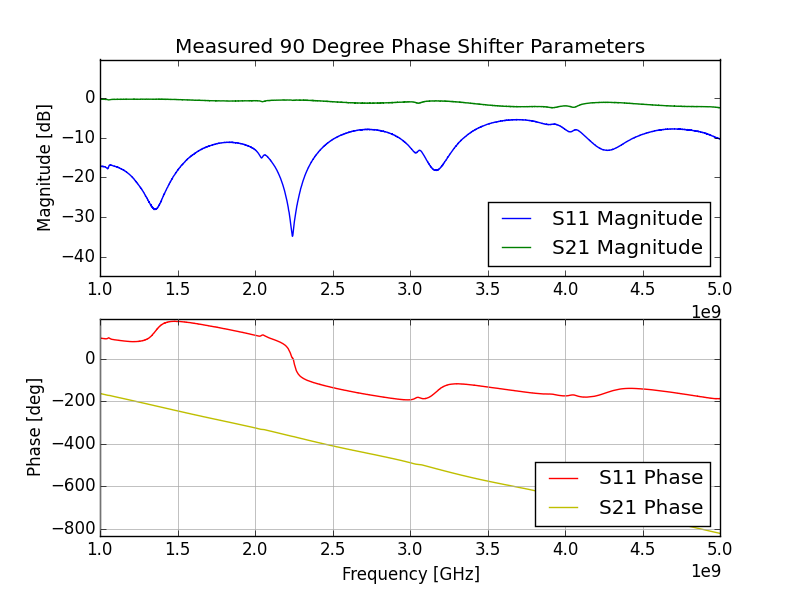 Measured 90 Degree Phase Shifter Parameters
Magnitude [dB]
0
−10
−20
−30
−40
S11 Magnitude
S21 Magnitude
1.0 1.5 2.0 2.5 3.0 3.5 4.0 4.5 5.0
1e9
Phase [deg]
0
−200
−400
−600
−800
S11 Phase
S21 Phase
1.0 1.5 2.0 2.5 3.0 3.5 4.0 4.5 5.0
Frequency [GHz]
1e9